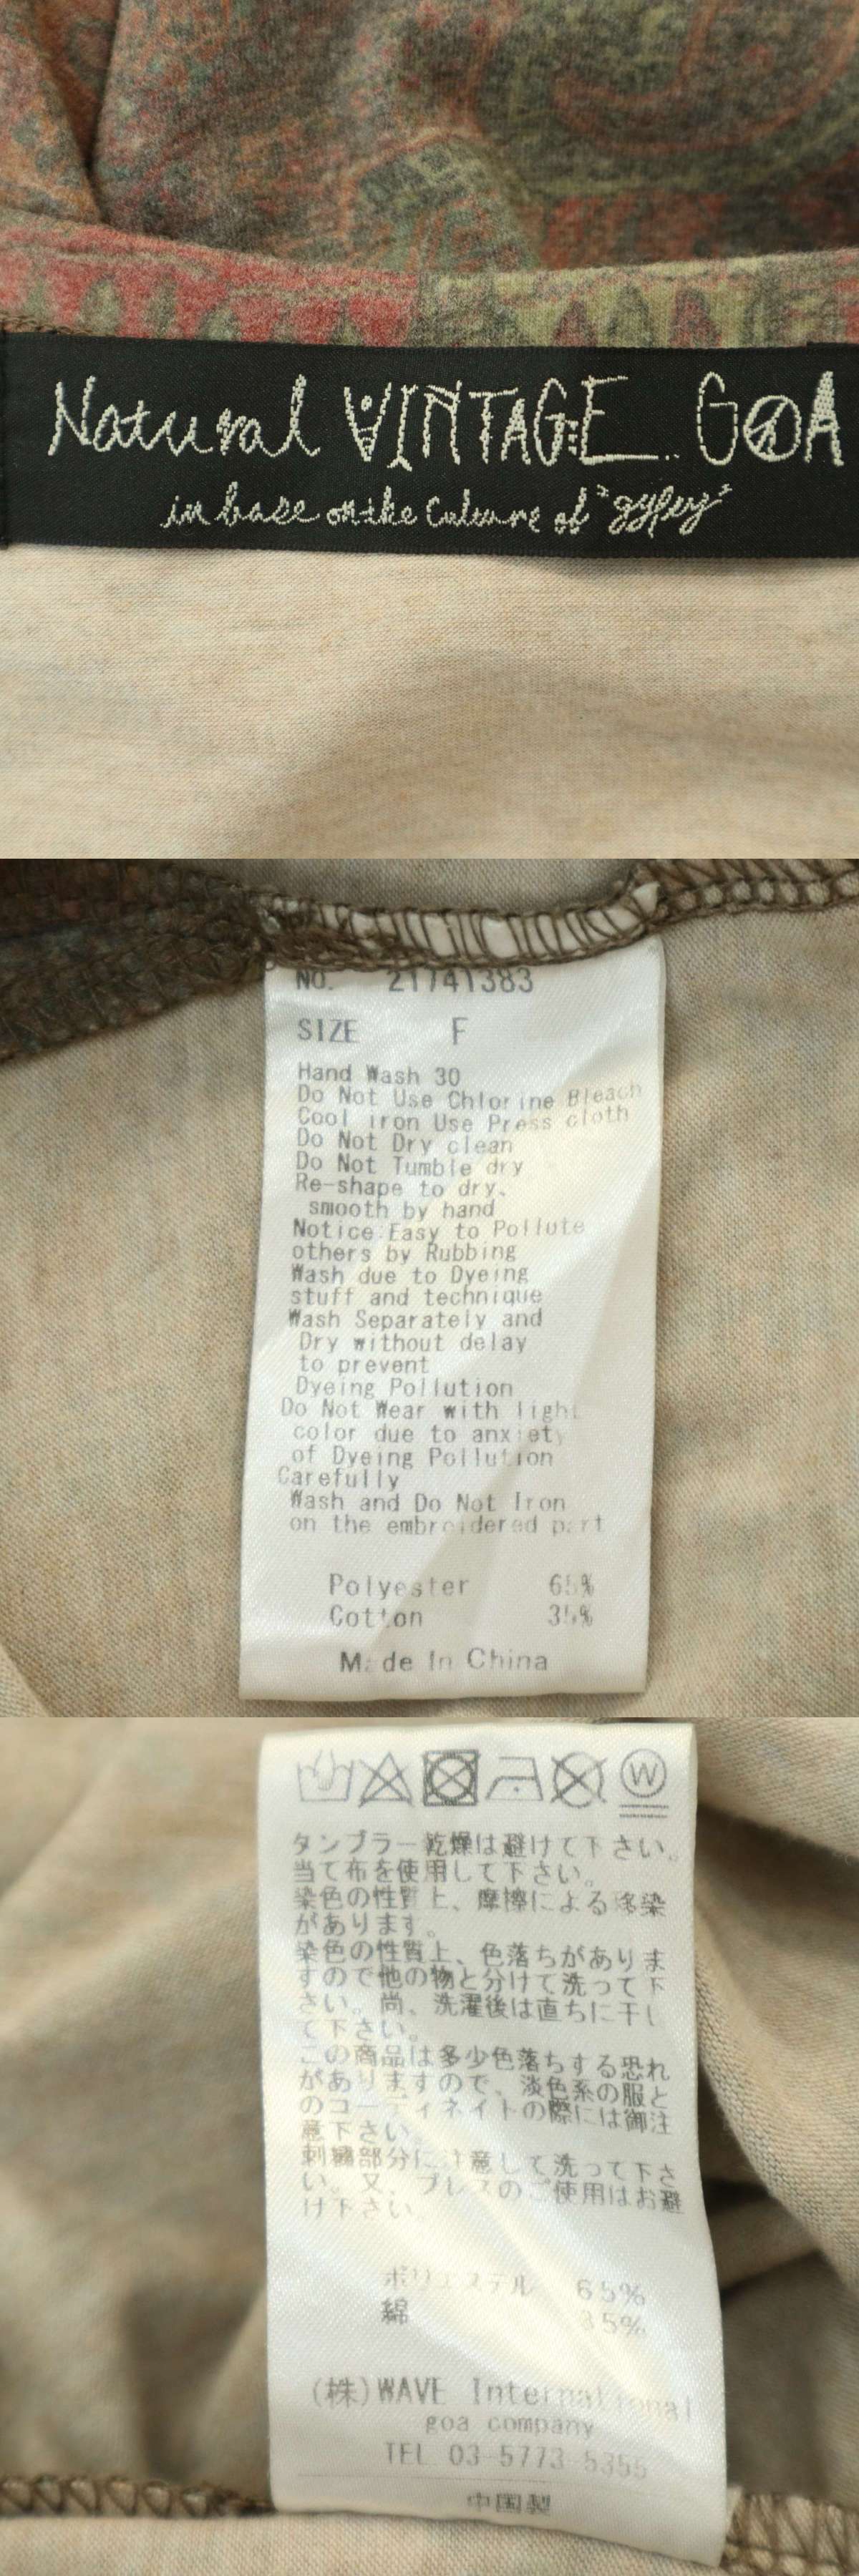 Natural VINTAGE GOA
in base on the Culture of "gypsy"
NO. 21741383
SIZE F
Hand Wash 30
Do Not Use Chlorine Bleach
Cool iron Use Press cloth
Do Not Dry clean
Do Not Tumble dry
Re-shape to dry,
smooth by hand
Notice:Easy to Pollute
others by Rubbing
Wash due to Dyeing
stuff and technique
Wash Separately and
Dry without delay
to prevent
Dyeing Pollution
Do Not Wear with light
color due to anxiety
of Dyeing Pollution
Carefully
Wash and Do Not Iron
on the embroidered part
Polyester 65%
Cotton 35%
Made In China
W
タンブラー乾燥は避けて下さい。
当て布を使用して下さい。
染色の性質上、摩擦による移染
があります。
染色の性質上、色落ちがありま
すので他の物と分けて洗って下
さい。尚、洗濯後は直ちに干し
て下さい。
この商品は多少色落ちする恐れ
がありますので、淡色系の服と
のコーディネイトの際には御注
意下さい。
刺繍部分に注意して洗って下さ
い。又、プレスのご使用はお避
け下さい。
ポリエステル 65%
綿 35%
(株)WAVE International
goa company
TEL 03-5773-5355
中国製